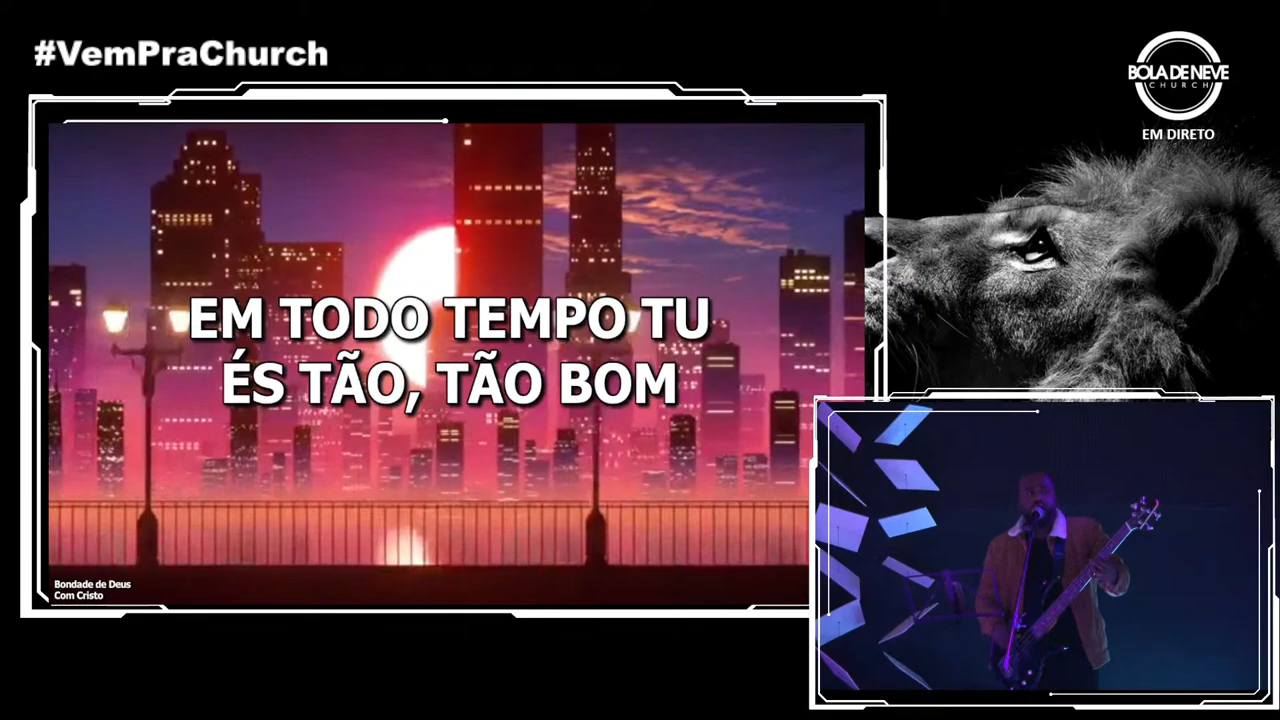 #VemPraChurch
BOLA DE NEVE
CHURCH
EM DIRETO
EM TODO TEMPO TU
ÉS TÃO, TÃO BOM
Bondade de Deus
Com Cristo